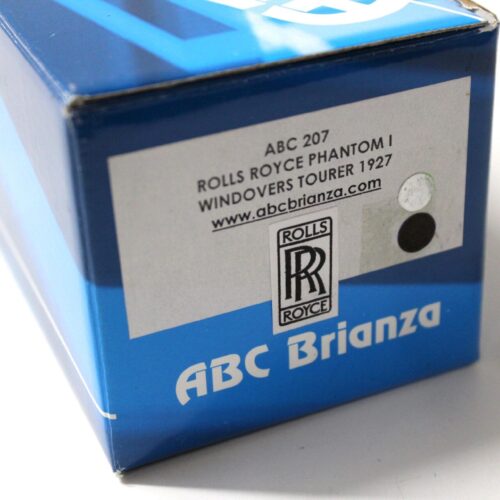 ABC 207
ROLLS ROYCE PHANTOM I
WINDOVERS TOURER 1927
www.abcbrianza.com
ROLLS
RR
ROYCE
ABC Brianza